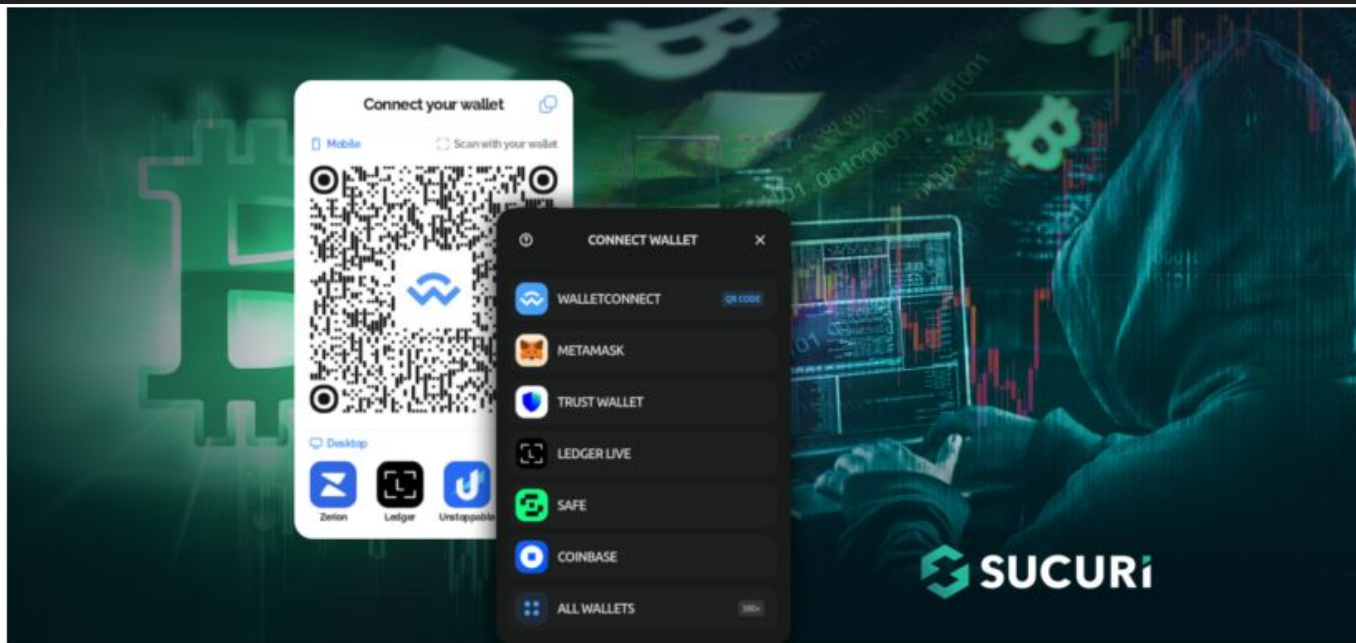 Connect your wallet
Mobile
Scan with your wallet
Desktop
Zerion
Ledger
Unstoppable
CONNECT WALLET
WALLETCONNECT
QR CODE
METAMASK
TRUST WALLET
LEDGER LIVE
SAFE
COINBASE
ALL WALLETS
SUCURi